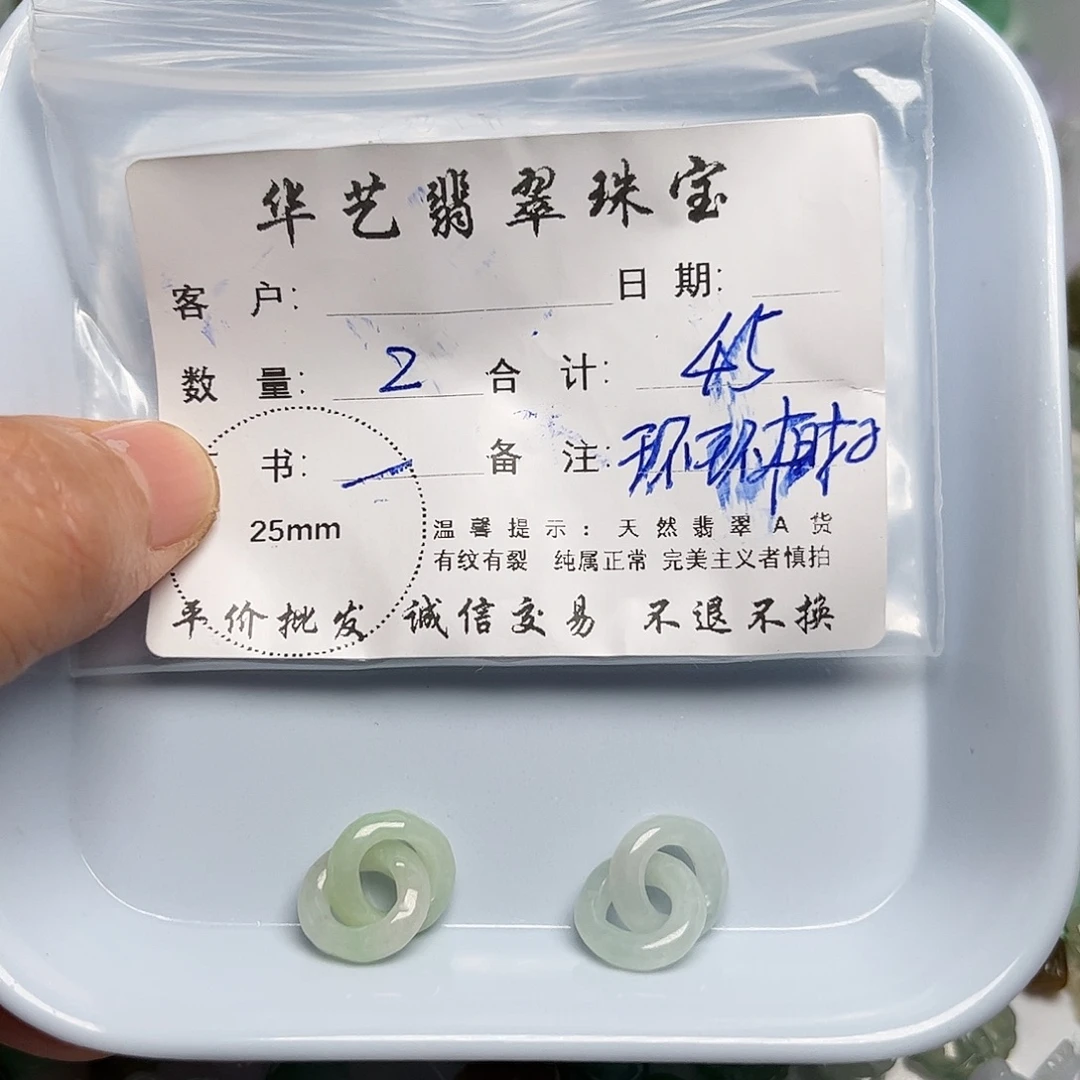 华艺翡翠珠宝
客 户: 日 期:
数 量: 2 合 计: 45
书: 一 备 注: 环环相扣
25mm
温馨提示:天然翡翠A货
有纹有裂 纯属正常 完美主义者慎拍
平价批发 诚信交易 不退不换